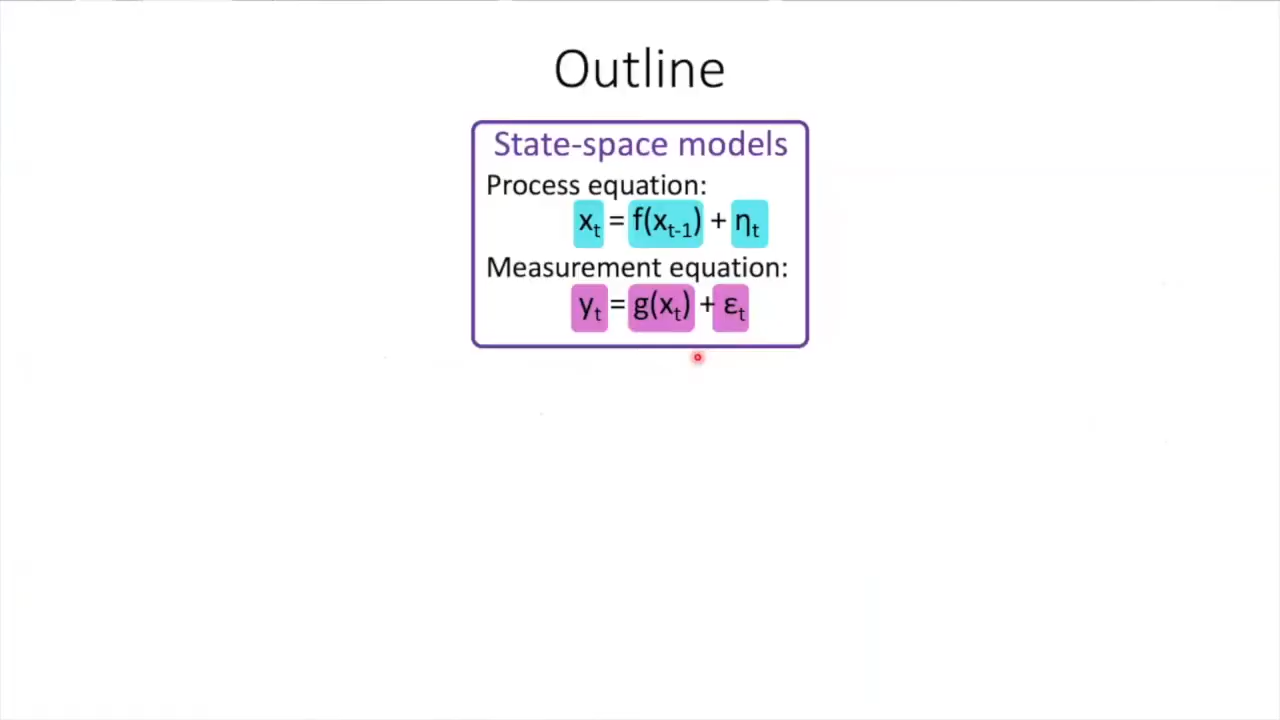 Outline
State-space models
Process equation:
xₜ = f(xₜ₋₁) + ηₜ
Measurement equation:
yₜ = g(xₜ) + εₜ